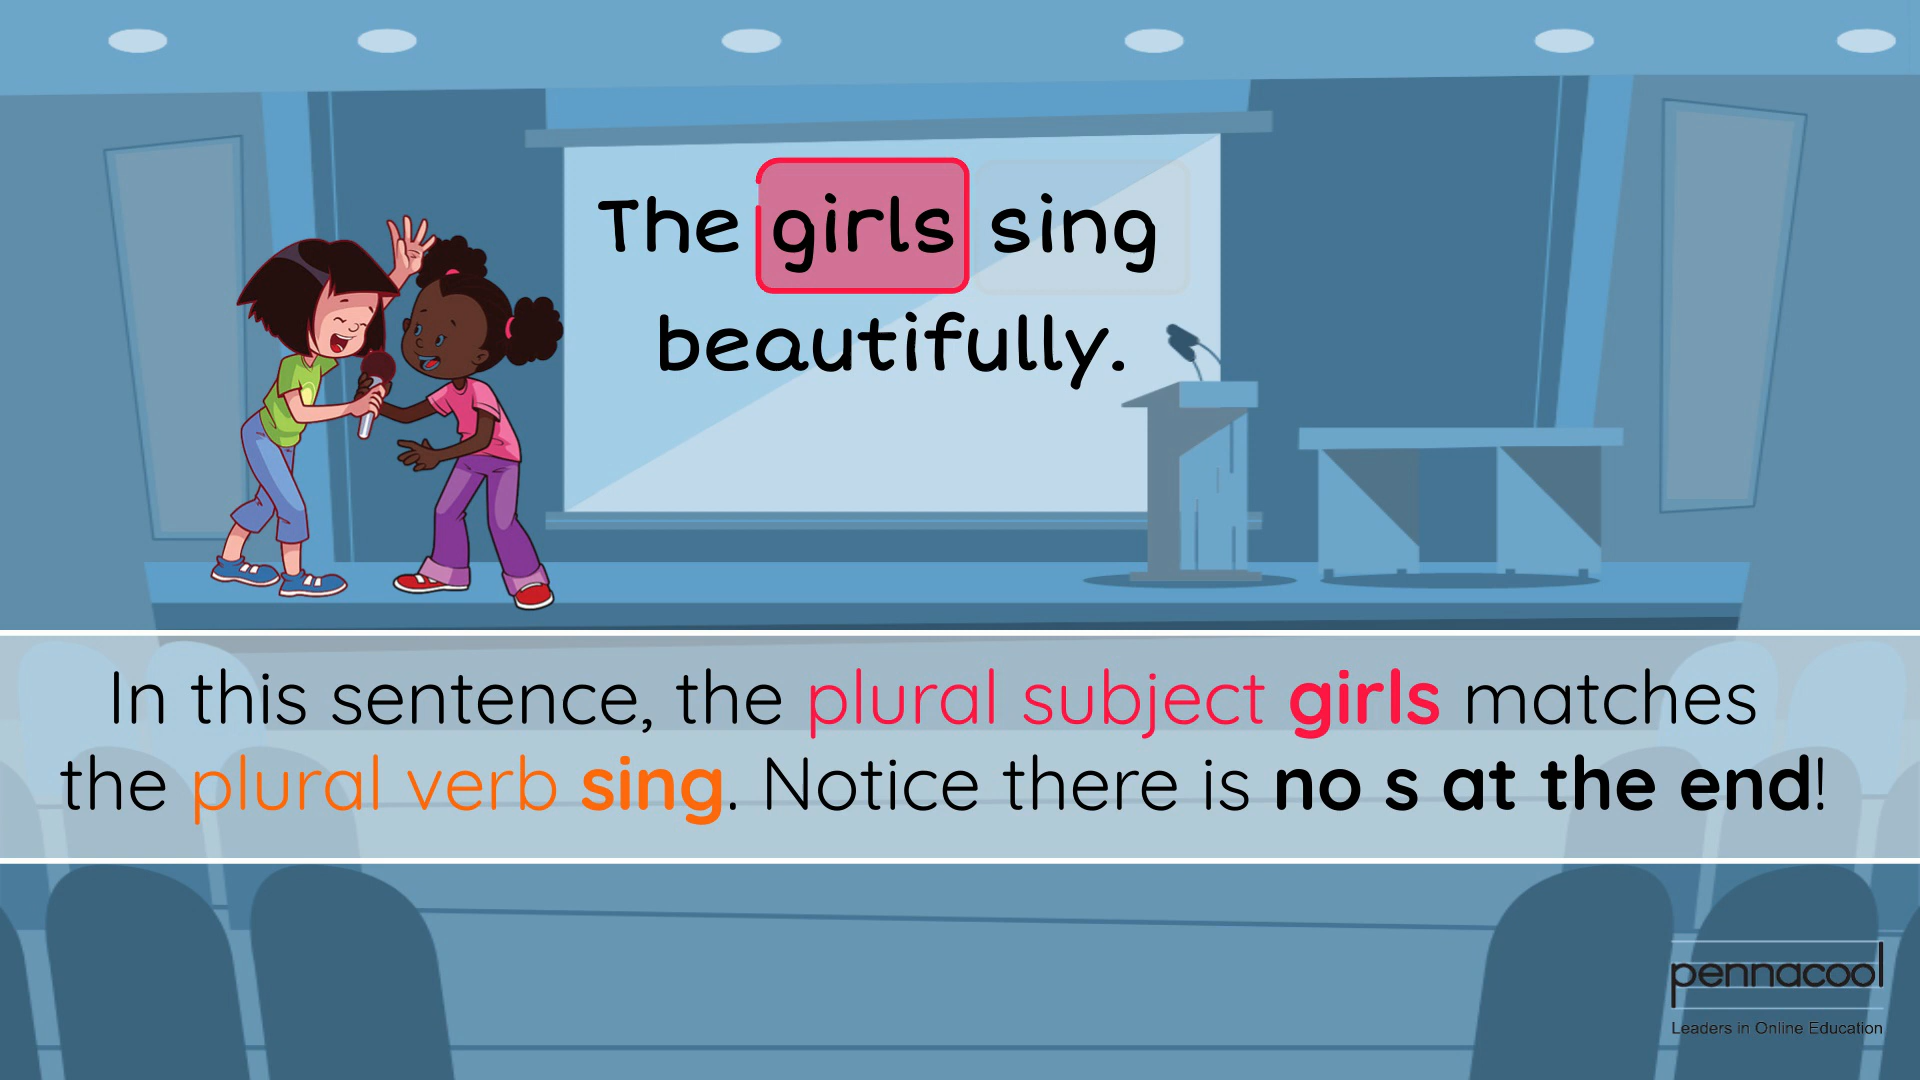 The girls sing
beautifully.
In this sentence, the plural subject girls matches
the plural verb sing. Notice there is no s at the end!
pennacool
Leaders in Online Education